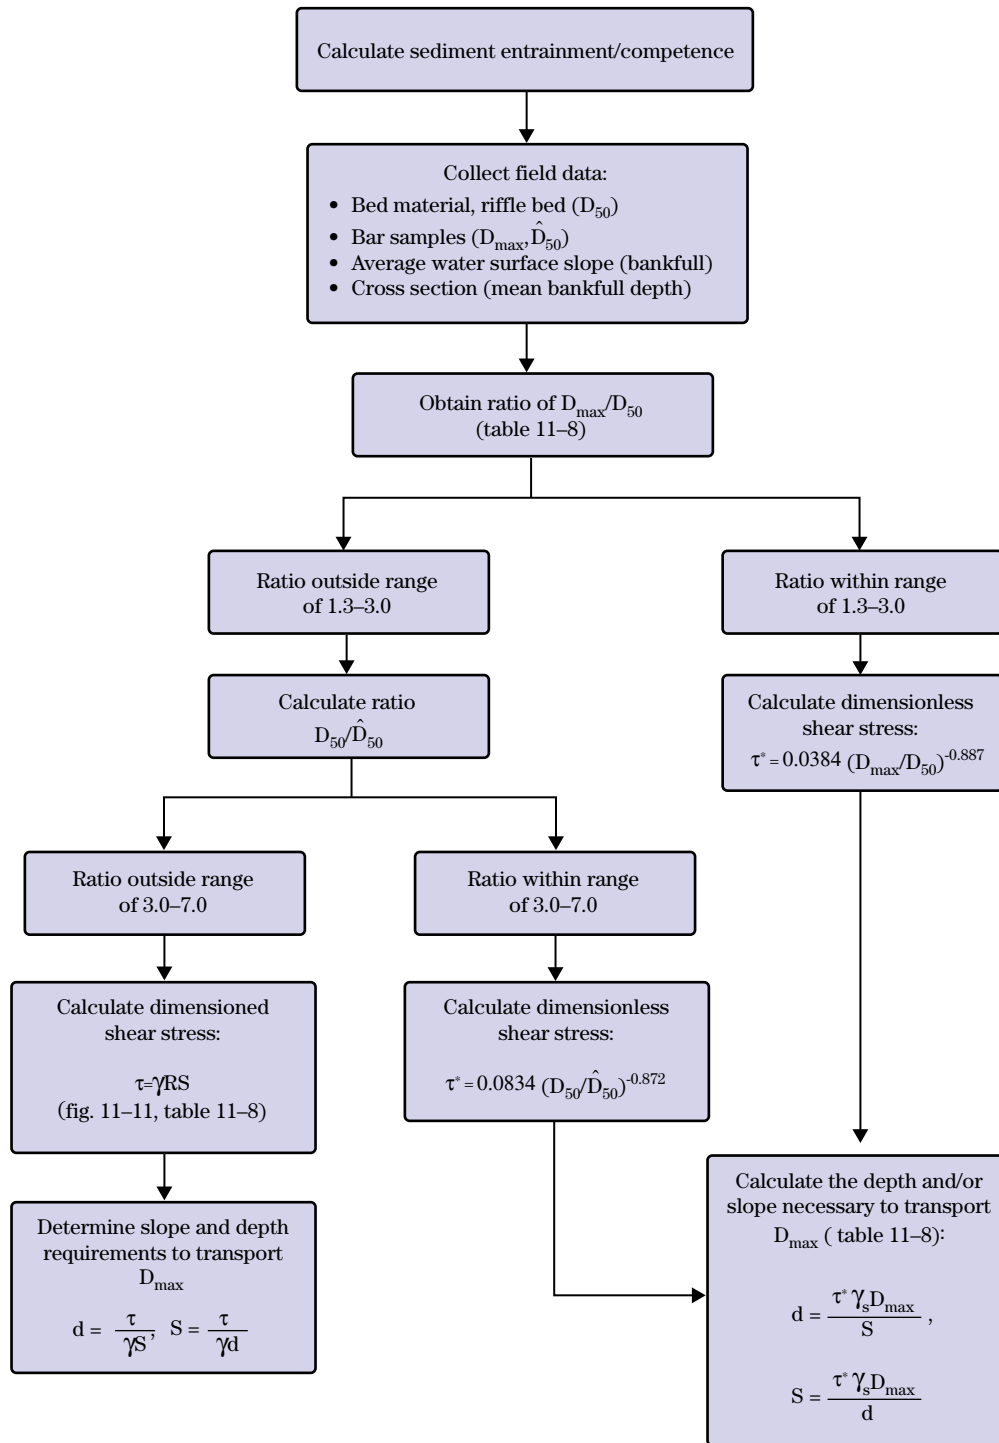 Calculate sediment entrainment/competence
Collect field data:
• Bed material, riffle bed (D₅₀)
• Bar samples (Dₘₐₓ, D̂₅₀)
• Average water surface slope (bankfull)
• Cross section (mean bankfull depth)
Obtain ratio of Dₘₐₓ/D₅₀
(table 11–8)
Ratio outside range
of 1.3–3.0
Ratio within range
of 1.3–3.0
Calculate ratio
D₅₀/D̂₅₀
Calculate dimensionless
shear stress:
τ* = 0.0384 (Dₘₐₓ/D₅₀)⁻⁰·⁸⁸⁷
Ratio outside range
of 3.0–7.0
Ratio within range
of 3.0–7.0
Calculate dimensioned
shear stress:
τ=γRS
(fig. 11–11, table 11–8)
Calculate dimensionless
shear stress:
τ* = 0.0834 (D₅₀/D̂₅₀)⁻⁰·⁸⁷²
Determine slope and depth
requirements to transport
Dₘₐₓ
d = τ/γS, S = τ/γd
Calculate the depth and/or
slope necessary to transport
Dₘₐₓ ( table 11–8):
d = τ* γₛDₘₐₓ/S ,
S = τ* γₛDₘₐₓ/d